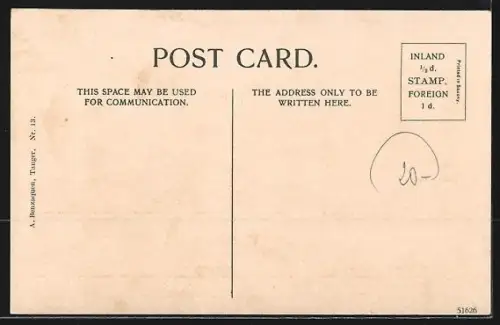 POST CARD.
THIS SPACE MAY BE USED
FOR COMMUNICATION.
THE ADDRESS ONLY TO BE
WRITTEN HERE.
INLAND
½ d.
STAMP.
FOREIGN
1 d.
Printed in Saxony.
A. Benzaquen, Tanger. Nr. 13.
20-
51626